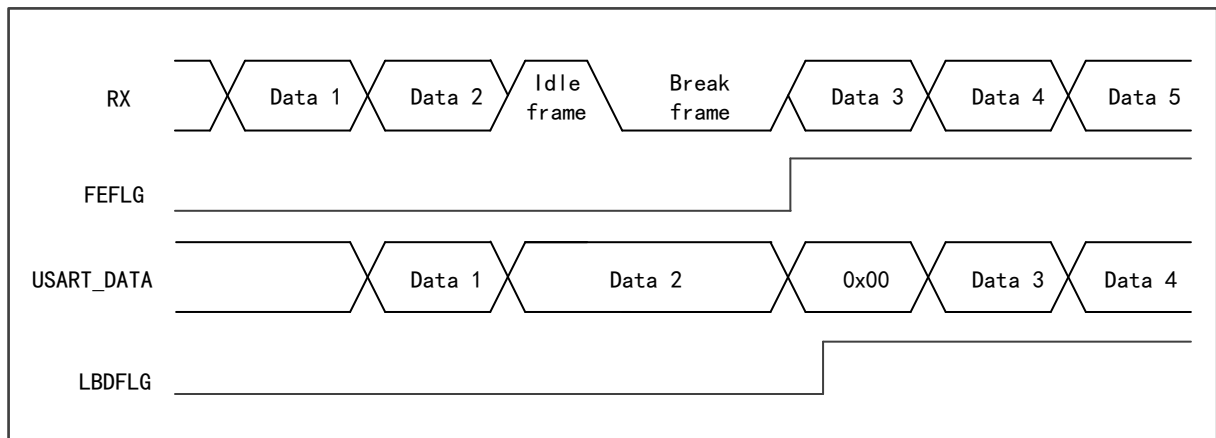 RX
Data 1
Data 2
Idle
frame
Break
frame
Data 3
Data 4
Data 5
FEFLG
USART_DATA
Data 1
Data 2
0x00
Data 3
Data 4
LBDFLG